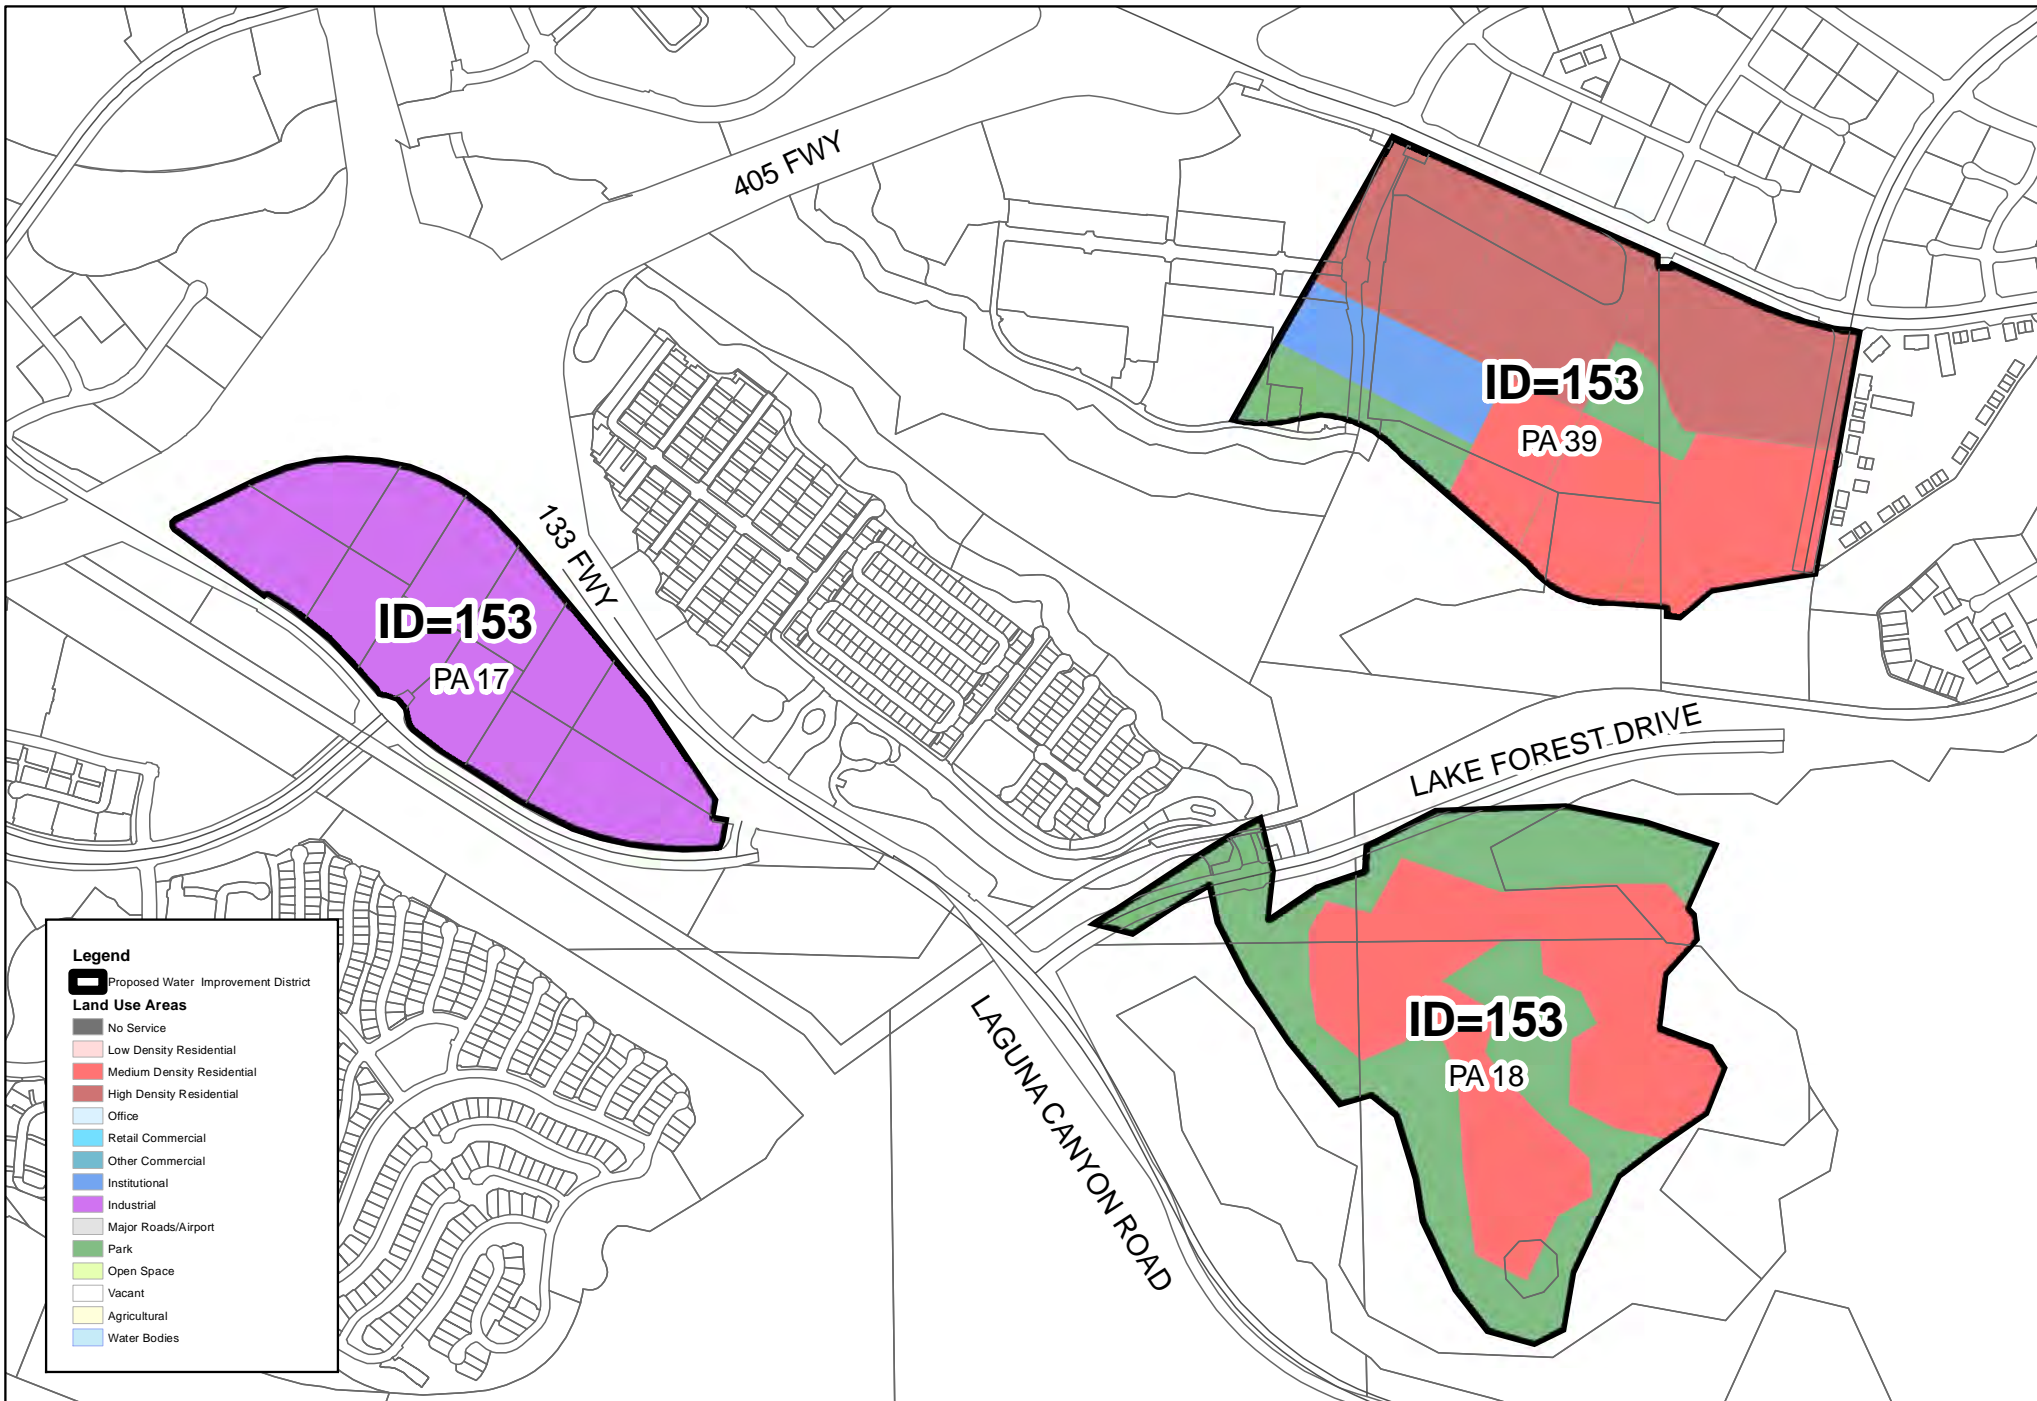 405 FWY
ID=153
PA 39
133 FWY
ID=153
PA 17
LAKE FOREST DRIVE
ID=153
PA 18
LAGUNA CANYON ROAD
Legend
Proposed Water Improvement District
Land Use Areas
No Service
Low Density Residential
Medium Density Residential
High Density Residential
Office
Retail Commercial
Other Commercial
Institutional
Industrial
Major Roads/Airport
Park
Open Space
Vacant
Agricultural
Water Bodies